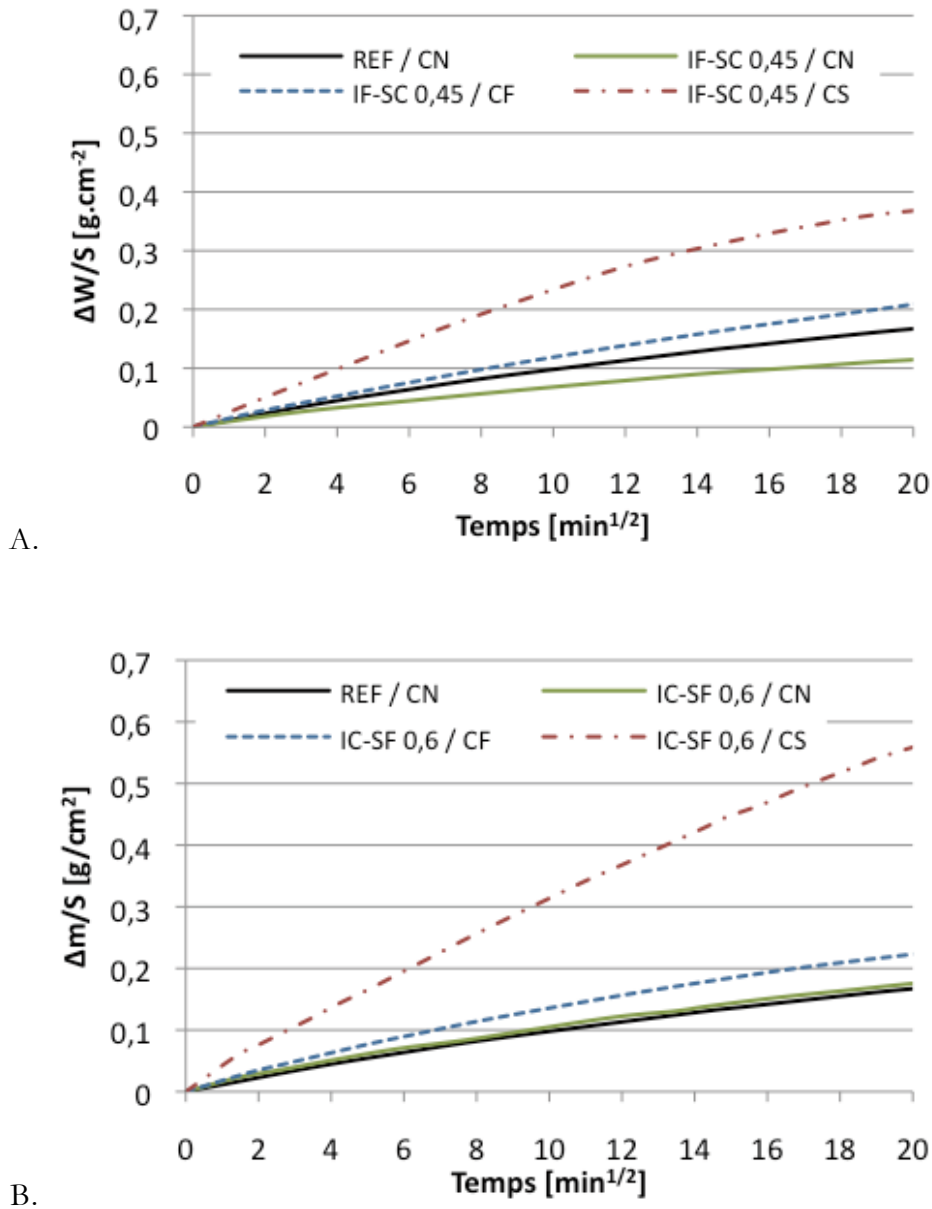 0,7
REF / CN IF-SC 0,45 / CN
0,6
IF-SC 0,45 / CF IF-SC 0,45 / CS
0,5
0,4
0,3
0,2
0,1
0
ΔW/S [g.cm-2]
0 2 4 6 8 10 12 14 16 18 20
Temps [min1/2]
A.
0,7
REF / CN IC-SF 0,6 / CN
0,6
IC-SF 0,6 / CF IC-SF 0,6 / CS
0,5
0,4
0,3
0,2
0,1
0
Δm/S [g/cm2]
0 2 4 6 8 10 12 14 16 18 20
Temps [min1/2]
B.